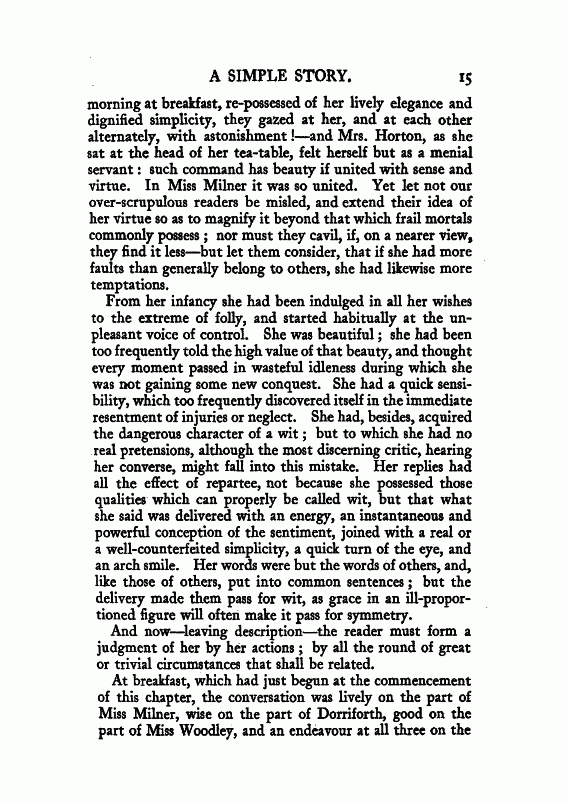 A SIMPLE STORY. 15
morning at breakfast, re-possessed of her lively elegance and
dignified simplicity, they gazed at her, and at each other
alternately, with astonishment!—and Mrs. Horton, as she
sat at the head of her tea-table, felt herself but as a menial
servant: such command has beauty if united with sense and
virtue. In Miss Milner it was so united. Yet let not our
over-scrupulous readers be misled, and extend their idea of
her virtue so as to magnify it beyond that which frail mortals
commonly possess; nor must they cavil, if, on a nearer view,
they find it less—but let them consider, that if she had more
faults than generally belong to others, she had likewise more
temptations.
From her infancy she had been indulged in all her wishes
to the extreme of folly, and started habitually at the un-
pleasant voice of control. She was beautiful; she had been
too frequently told the high value of that beauty, and thought
every moment passed in wasteful idleness during which she
was not gaining some new conquest. She had a quick sensi-
bility, which too frequently discovered itself in the immediate
resentment of injuries or neglect. She had, besides, acquired
the dangerous character of a wit; but to which she had no
real pretensions, although the most discerning critic, hearing
her converse, might fall into this mistake. Her replies had
all the effect of repartee, not because she possessed those
qualities which can properly be called wit, but that what
she said was delivered with an energy, an instantaneous and
powerful conception of the sentiment, joined with a real or
a well-counterfeited simplicity, a quick turn of the eye, and
an arch smile. Her words were but the words of others, and,
like those of others, put into common sentences; but the
delivery made them pass for wit, as grace in an ill-propor-
tioned figure will often make it pass for symmetry.
And now—leaving description—the reader must form a
judgment of her by her actions; by all the round of great
or trivial circumstances that shall be related.
At breakfast, which had just begun at the commencement
of this chapter, the conversation was lively on the part of
Miss Milner, wise on the part of Dorriforth, good on the
part of Miss Woodley, and an endeavour at all three on the